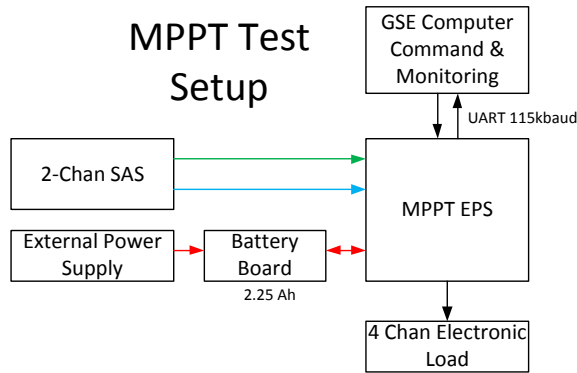 MPPT Test
Setup
GSE Computer
Command &
Monitoring
UART 115kbaud
2-Chan SAS
MPPT EPS
External Power
Supply
Battery
Board
2.25 Ah
4 Chan Electronic
Load